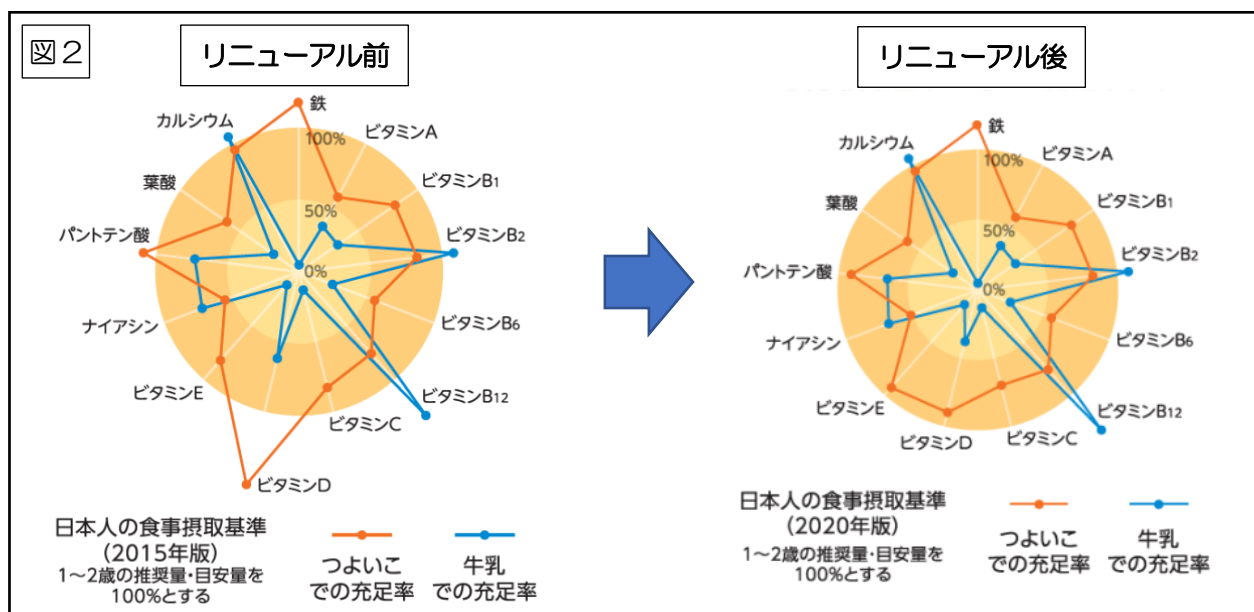 図2
リニューアル前
鉄
カルシウム
ビタミンA
100%
葉酸
ビタミンB1
50%
パントテン酸
ビタミンB2
0%
ナイアシン
ビタミンB6
ビタミンE
ビタミンB12
ビタミンC
ビタミンD
日本人の食事摂取基準
(2015年版)
1~2歳の推奨量・目安量を
100%とする
つよいこ
での充足率
牛乳
での充足率
リニューアル後
鉄
カルシウム
ビタミンA
100%
葉酸
ビタミンB1
50%
ビタミンB2
パントテン酸
0%
ナイアシン
ビタミンB6
ビタミンE
ビタミンB12
ビタミンD
ビタミンC
日本人の食事摂取基準
(2020年版)
1~2歳の推奨量・目安量を
100%とする
つよいこ
での充足率
牛乳
での充足率